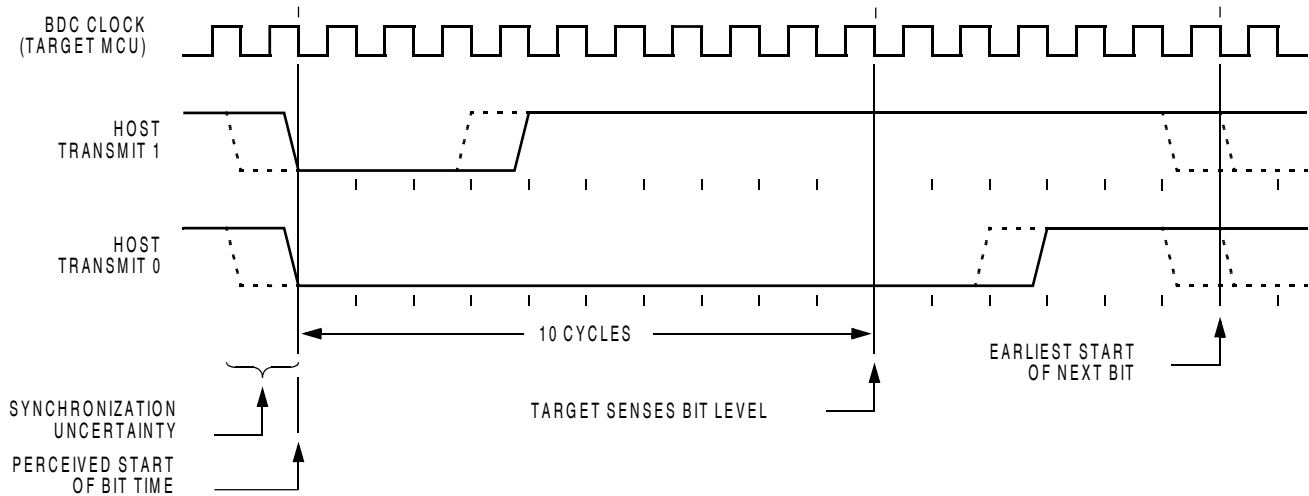 BDC CLOCK
(TARGET MCU)
HOST
TRANSMIT 1
HOST
TRANSMIT 0
10 CYCLES
EARLIEST START
OF NEXT BIT
SYNCHRONIZATION
UNCERTAINTY
TARGET SENSES BIT LEVEL
PERCEIVED START
OF BIT TIME